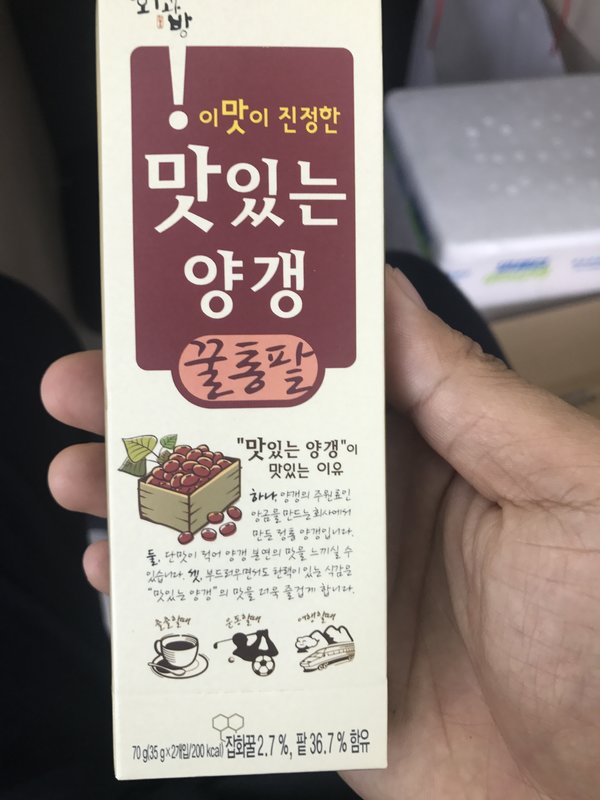 화과방
이맛이 진정한
맛있는
양갱
꿀통팥
"맛있는 양갱"이
맛있는 이유
하나, 양갱의 주원료인
앙금을 만드는 회사에서
만든 정통 양갱입니다.
둘, 단맛이 적어 양갱 본연의 맛을 느끼실 수
있습니다. 셋, 부드러우면서도 탄력이 있는 식감은
"맛있는 양갱"의 맛을 더욱 즐겁게 합니다.
출출할때 운동할때 여행할때
70 g(35 g×2개입/200 kcal) 잡화꿀 2.7 %, 팥 36.7 % 함유